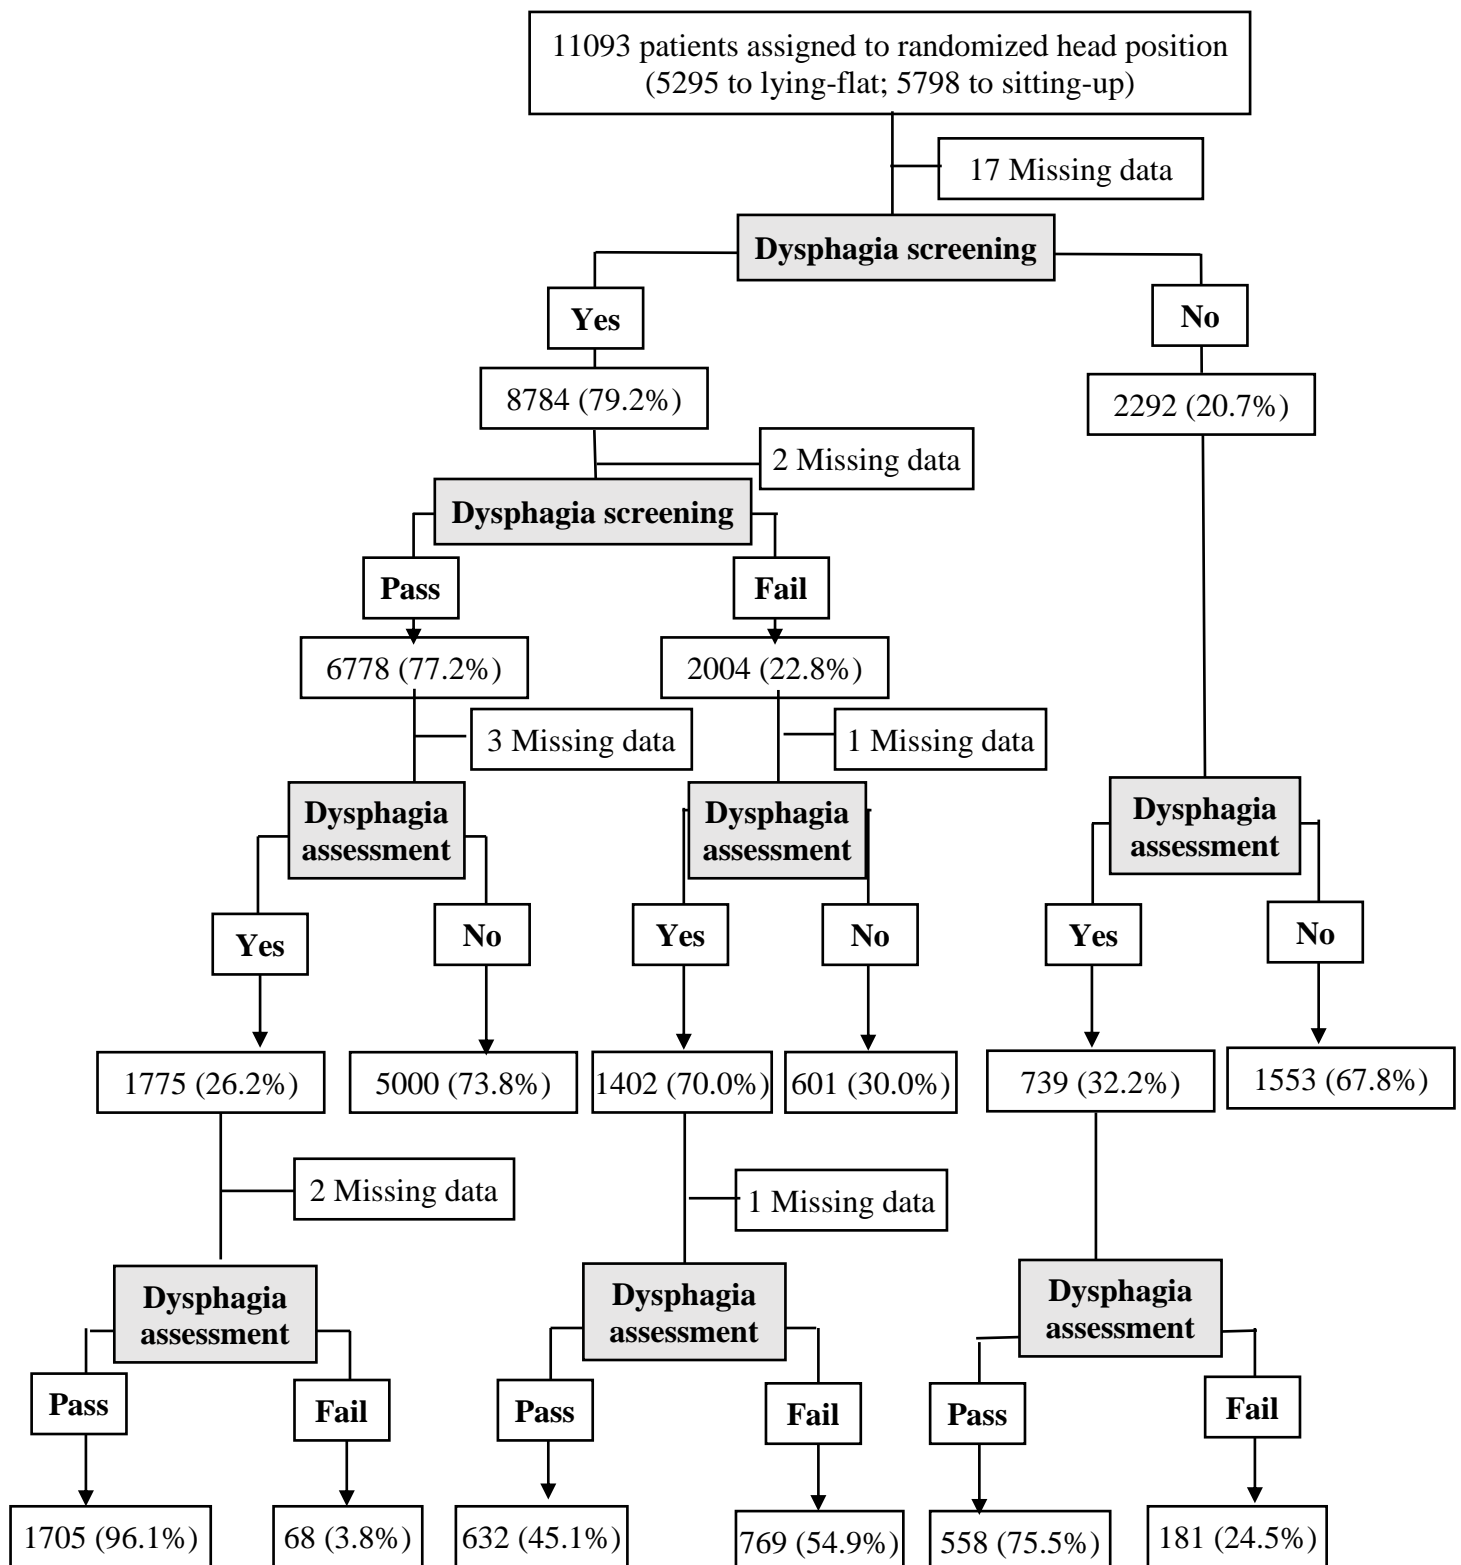 11093 patients assigned to randomized head position
(5295 to lying-flat; 5798 to sitting-up)
17 Missing data
Dysphagia screening
Yes
No
8784 (79.2%)
2292 (20.7%)
2 Missing data
Dysphagia screening
Pass
Fail
6778 (77.2%)
2004 (22.8%)
3 Missing data
1 Missing data
Dysphagia
assessment
Dysphagia
assessment
Dysphagia
assessment
Yes
No
Yes
No
Yes
No
1775 (26.2%)
5000 (73.8%)
1402 (70.0%)
601 (30.0%)
739 (32.2%)
1553 (67.8%)
2 Missing data
1 Missing data
Dysphagia
assessment
Dysphagia
assessment
Dysphagia
assessment
Pass
Fail
Pass
Fail
Pass
Fail
1705 (96.1%)
68 (3.8%)
632 (45.1%)
769 (54.9%)
558 (75.5%)
181 (24.5%)